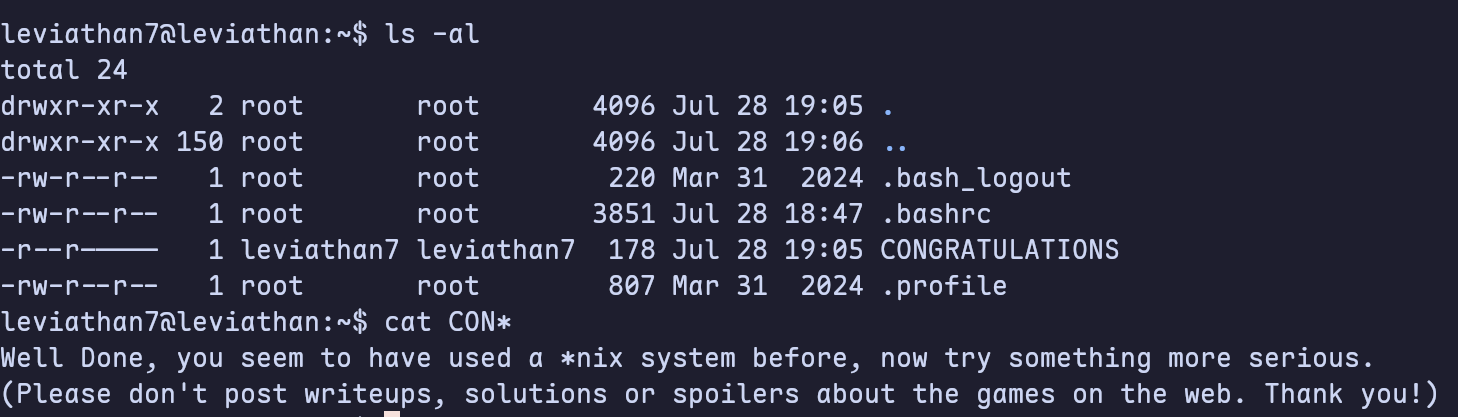 leviathan7@leviathan:~$ ls -al
total 24
drwxr-xr-x   2 root       root       4096 Jul 28 19:05 .
drwxr-xr-x 150 root       root       4096 Jul 28 19:06 ..
-rw-r--r--   1 root       root        220 Mar 31  2024 .bash_logout
-rw-r--r--   1 root       root       3851 Jul 28 18:47 .bashrc
-r--r-----   1 leviathan7 leviathan7  178 Jul 28 19:05 CONGRATULATIONS
-rw-r--r--   1 root       root        807 Mar 31  2024 .profile
leviathan7@leviathan:~$ cat CON*
Well Done, you seem to have used a *nix system before, now try something more serious.
(Please don't post writeups, solutions or spoilers about the games on the web. Thank you!)